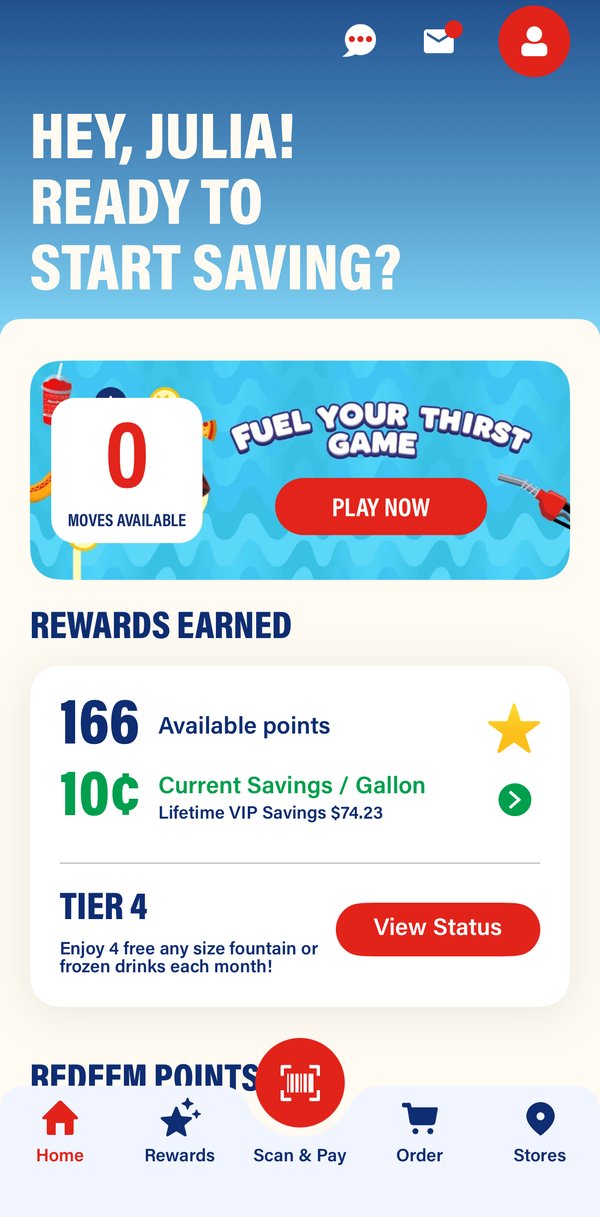 HEY, JULIA!
READY TO
START SAVING?
0
MOVES AVAILABLE
FUEL YOUR THIRST
GAME
PLAY NOW
REWARDS EARNED
166 Available points
10¢ Current Savings / Gallon
Lifetime VIP Savings $74.23
TIER 4
Enjoy 4 free any size fountain or
frozen drinks each month!
View Status
REDEEM POINTS
Home
Rewards
Scan & Pay
Order
Stores